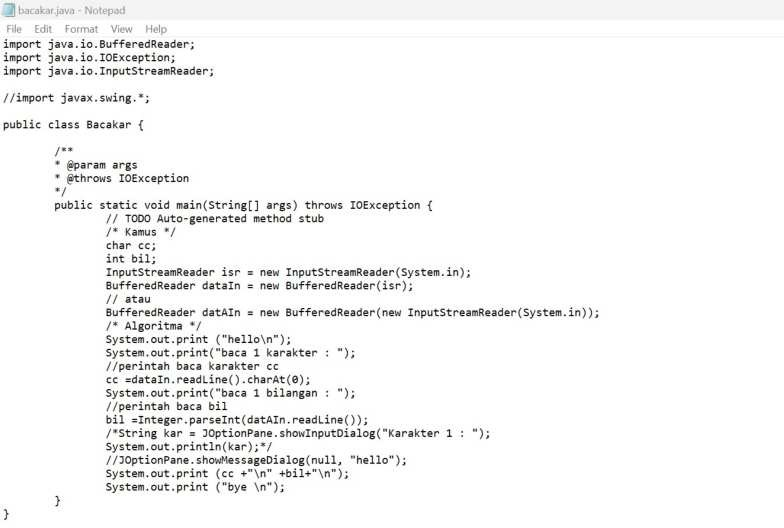 bacakar.java - Notepad
File Edit Format View Help
import java.io.BufferedReader;
import java.io.IOException;
import java.io.InputStreamReader;

//import javax.swing.*;

public class Bacakar {

        /**
        * @param args
        * @throws IOException
        */
        public static void main(String[] args) throws IOException {
                // TODO Auto-generated method stub
                /* Kamus */
                char cc;
                int bil;
                InputStreamReader isr = new InputStreamReader(System.in);
                BufferedReader dataIn = new BufferedReader(isr);
                // atau
                BufferedReader datAIn = new BufferedReader(new InputStreamReader(System.in));
                /* Algoritma */
                System.out.print ("hello\n");
                System.out.print("baca 1 karakter : ");
                //perintah baca karakter cc
                cc =dataIn.readLine().charAt(0);
                System.out.print("baca 1 bilangan : ");
                //perintah baca bil
                bil =Integer.parseInt(datAIn.readLine());
                /*String kar = JOptionPane.showInputDialog("Karakter 1 : ");
                System.out.println(kar);*/
                //JOptionPane.showMessageDialog(null, "hello");
                System.out.print (cc +"\n" +bil+"\n");
                System.out.print ("bye \n");
        }
}